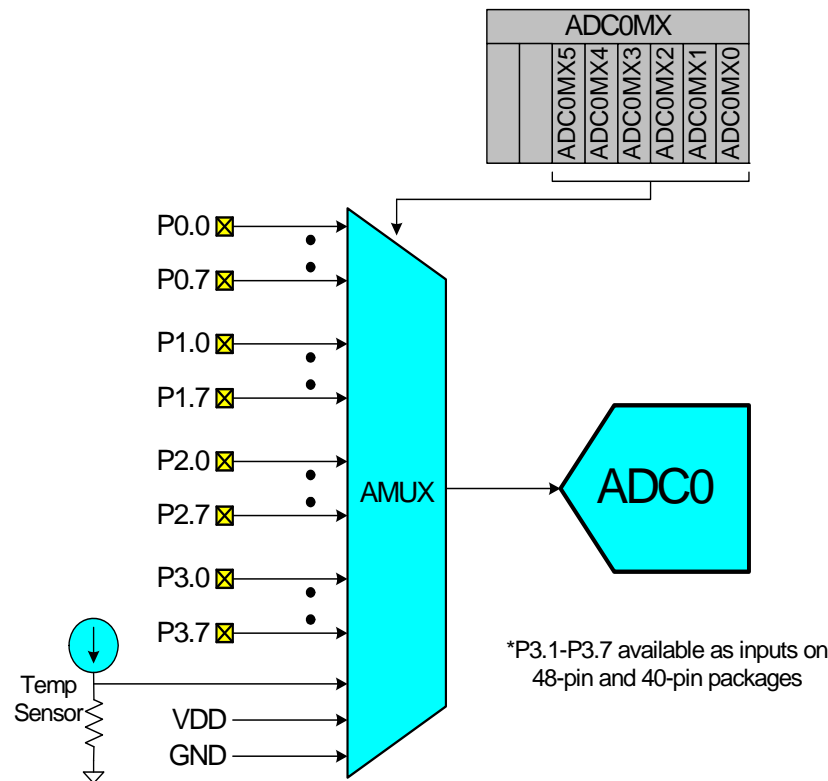 ADC0MX
ADC0MX5
ADC0MX4
ADC0MX3
ADC0MX2
ADC0MX1
ADC0MX0
P0.0
P0.7
P1.0
P1.7
P2.0
P2.7
P3.0
P3.7
AMUX
ADC0
Temp
Sensor
VDD
GND
*P3.1-P3.7 available as inputs on
48-pin and 40-pin packages